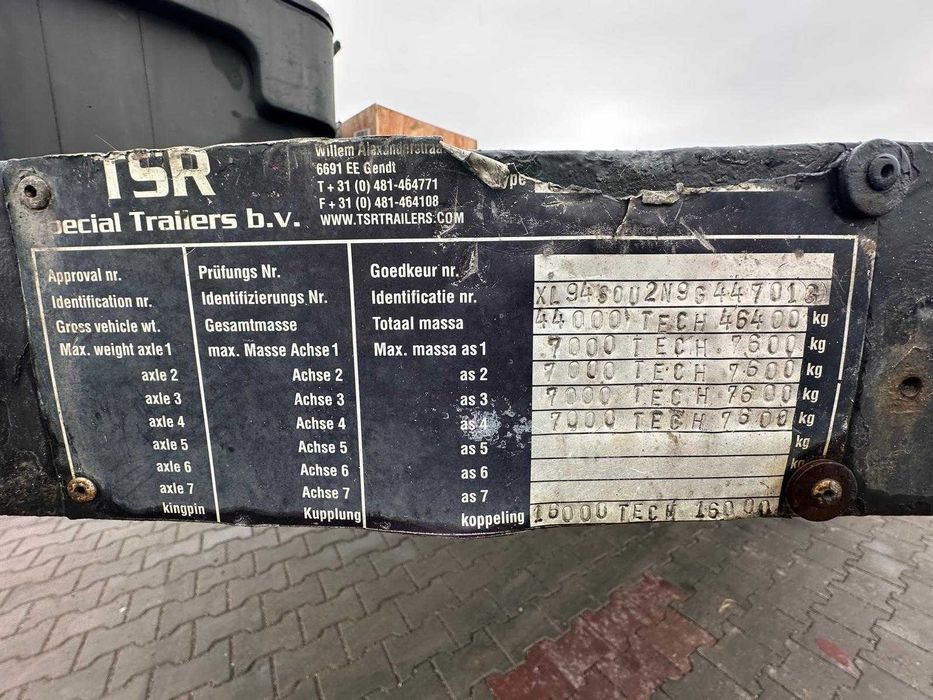 TSR
pecial Trailers b.v.
Willem Alexanderstraa
6691 EE Gendt
T + 31 (0) 481-464771
F + 31 (0) 481-464108
WWW.TSRTRAILERS.COM
Approval nr. Prüfungs Nr. Goedkeur nr.
Identification nr. Identifizierungs Nr. Identificatie nr.
Gross vehicle wt. Gesamtmasse Totaal massa 44000 TECH 46400 kg
Max. weight axle 1 max. Masse Achse 1 Max. massa as 1 7000 TECH 7600 kg
axle 2 Achse 2 as 2 7000 TECH 7600 kg
axle 3 Achse 3 as 3 7000 TECH 7600 kg
axle 4 Achse 4 as 4 7000 TECH 7600 kg
axle 5 Achse 5 as 5 kg
axle 6 Achse 6 as 6
axle 7 Achse 7 as 7
kingpin Kupplung koppeling 16000 TECH 16000